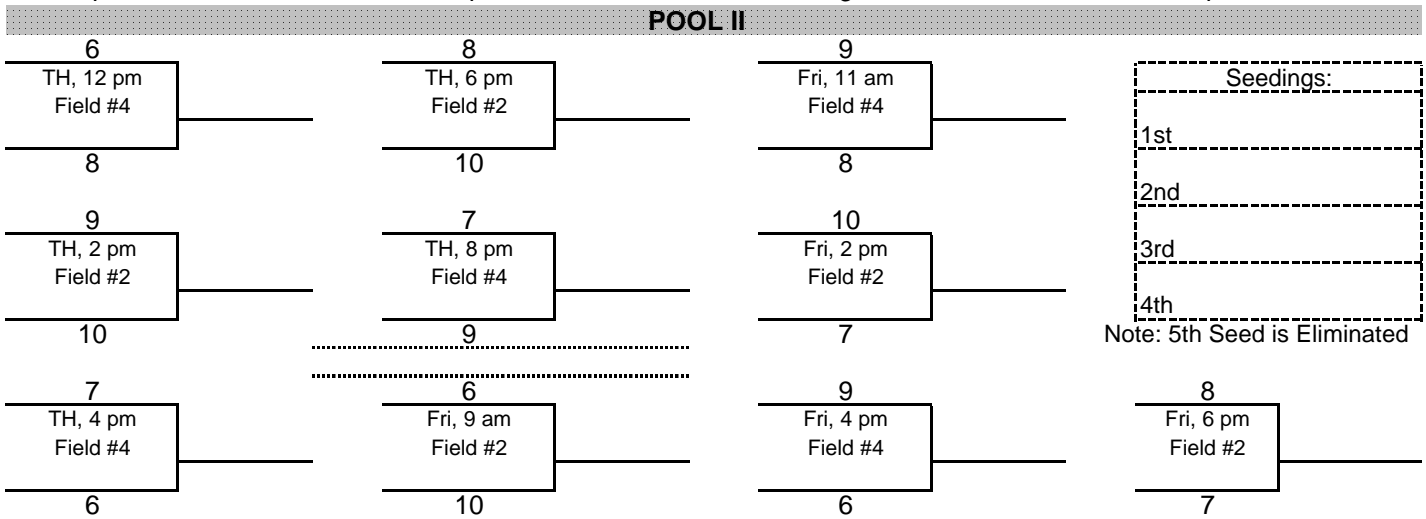 POOL II
6
TH, 12 pm
Field #4
8
8
TH, 6 pm
Field #2
10
9
Fri, 11 am
Field #4
8
Seedings:
1st
2nd
3rd
4th
Note: 5th Seed is Eliminated
9
TH, 2 pm
Field #2
10
7
TH, 8 pm
Field #4
9
10
Fri, 2 pm
Field #2
7
7
TH, 4 pm
Field #4
6
6
Fri, 9 am
Field #2
10
9
Fri, 4 pm
Field #4
6
8
Fri, 6 pm
Field #2
7